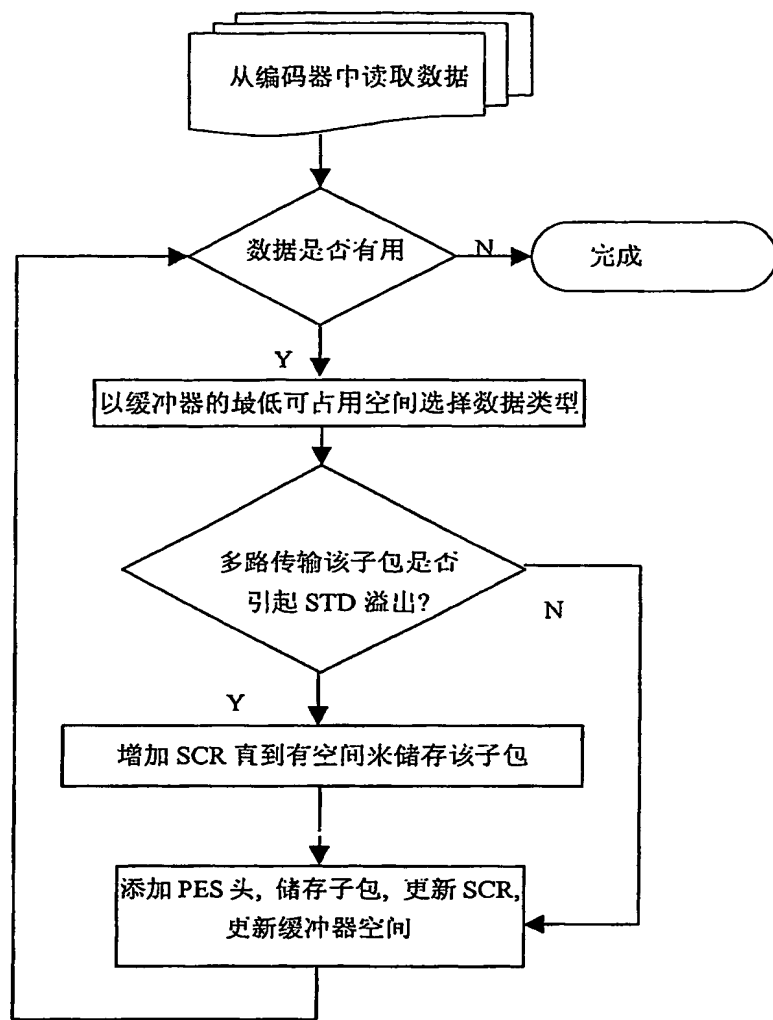 从编码器中读取数据
数据是否有用
N
完成
Y
以缓冲器的最低可占用空间选择数据类型
多路传输该子包是否
引起 STD 溢出?
N
Y
增加 SCR 直到有空间来储存该子包
添加 PES 头, 储存子包, 更新 SCR,
更新缓冲器空间